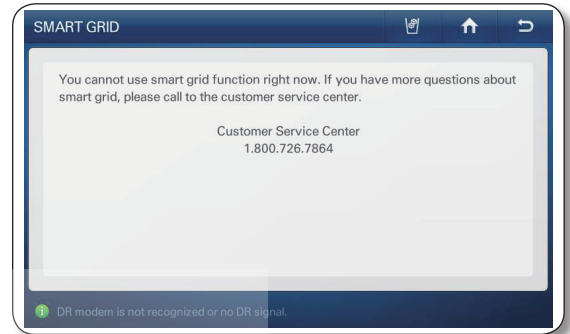 SMART GRID
You cannot use smart grid function right now. If you have more questions about
smart grid, please call to the customer service center.
Customer Service Center
1.800.726.7864
DR modem is not recognized or no DR signal.